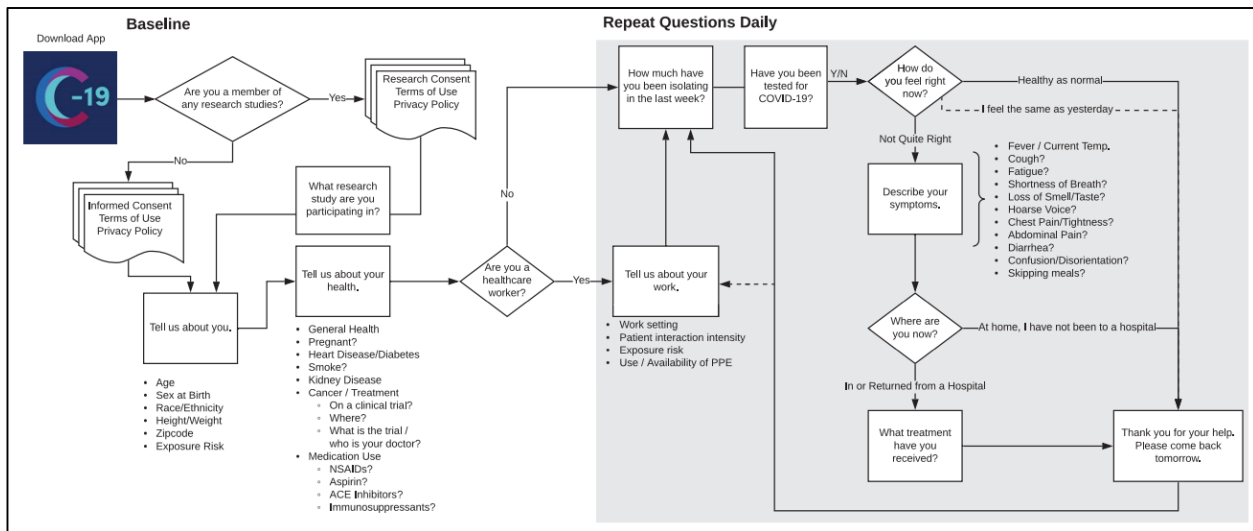 Baseline
Download App
C-19
Are you a member
of any research studies?
Yes
Research Consent
Terms of Use
Privacy Policy
No
Informed Consent
Terms of Use
Privacy Policy
What research
study are you
participating in?
Tell us about you.
• Age
• Sex at Birth
• Race/Ethnicity
• Height/Weight
• Zipcode
• Exposure Risk
Tell us about your
health.
• General Health
• Pregnant?
• Heart Disease/Diabetes
• Smoke?
• Kidney Disease
• Cancer / Treatment
◦ On a clinical trial?
◦ Where?
◦ What is the trial /
who is your doctor?
• Medication Use
◦ NSAIDs?
◦ Aspirin?
◦ ACE Inhibitors?
◦ Immunosuppressants?
Are you a
healthcare
worker?
No
Yes
Repeat Questions Daily
How much have
you been isolating
in the last week?
Have you been
tested for
COVID-19?
Y/N
How do
you feel right
now?
Healthy as normal
I feel the same as yesterday
Not Quite Right
Tell us about your
work.
• Work setting
• Patient interaction intensity
• Exposure risk
• Use / Availability of PPE
Describe your
symptoms.
• Fever / Current Temp.
• Cough?
• Fatigue?
• Shortness of Breath?
• Loss of Smell/Taste?
• Hoarse Voice?
• Chest Pain/Tightness?
• Abdominal Pain?
• Diarrhea?
• Confusion/Disorientation?
• Skipping meals?
Where are
you now?
At home, I have not been to a hospital
In or Returned from a Hospital
What treatment
have you
received?
Thank you for your help.
Please come back
tomorrow.